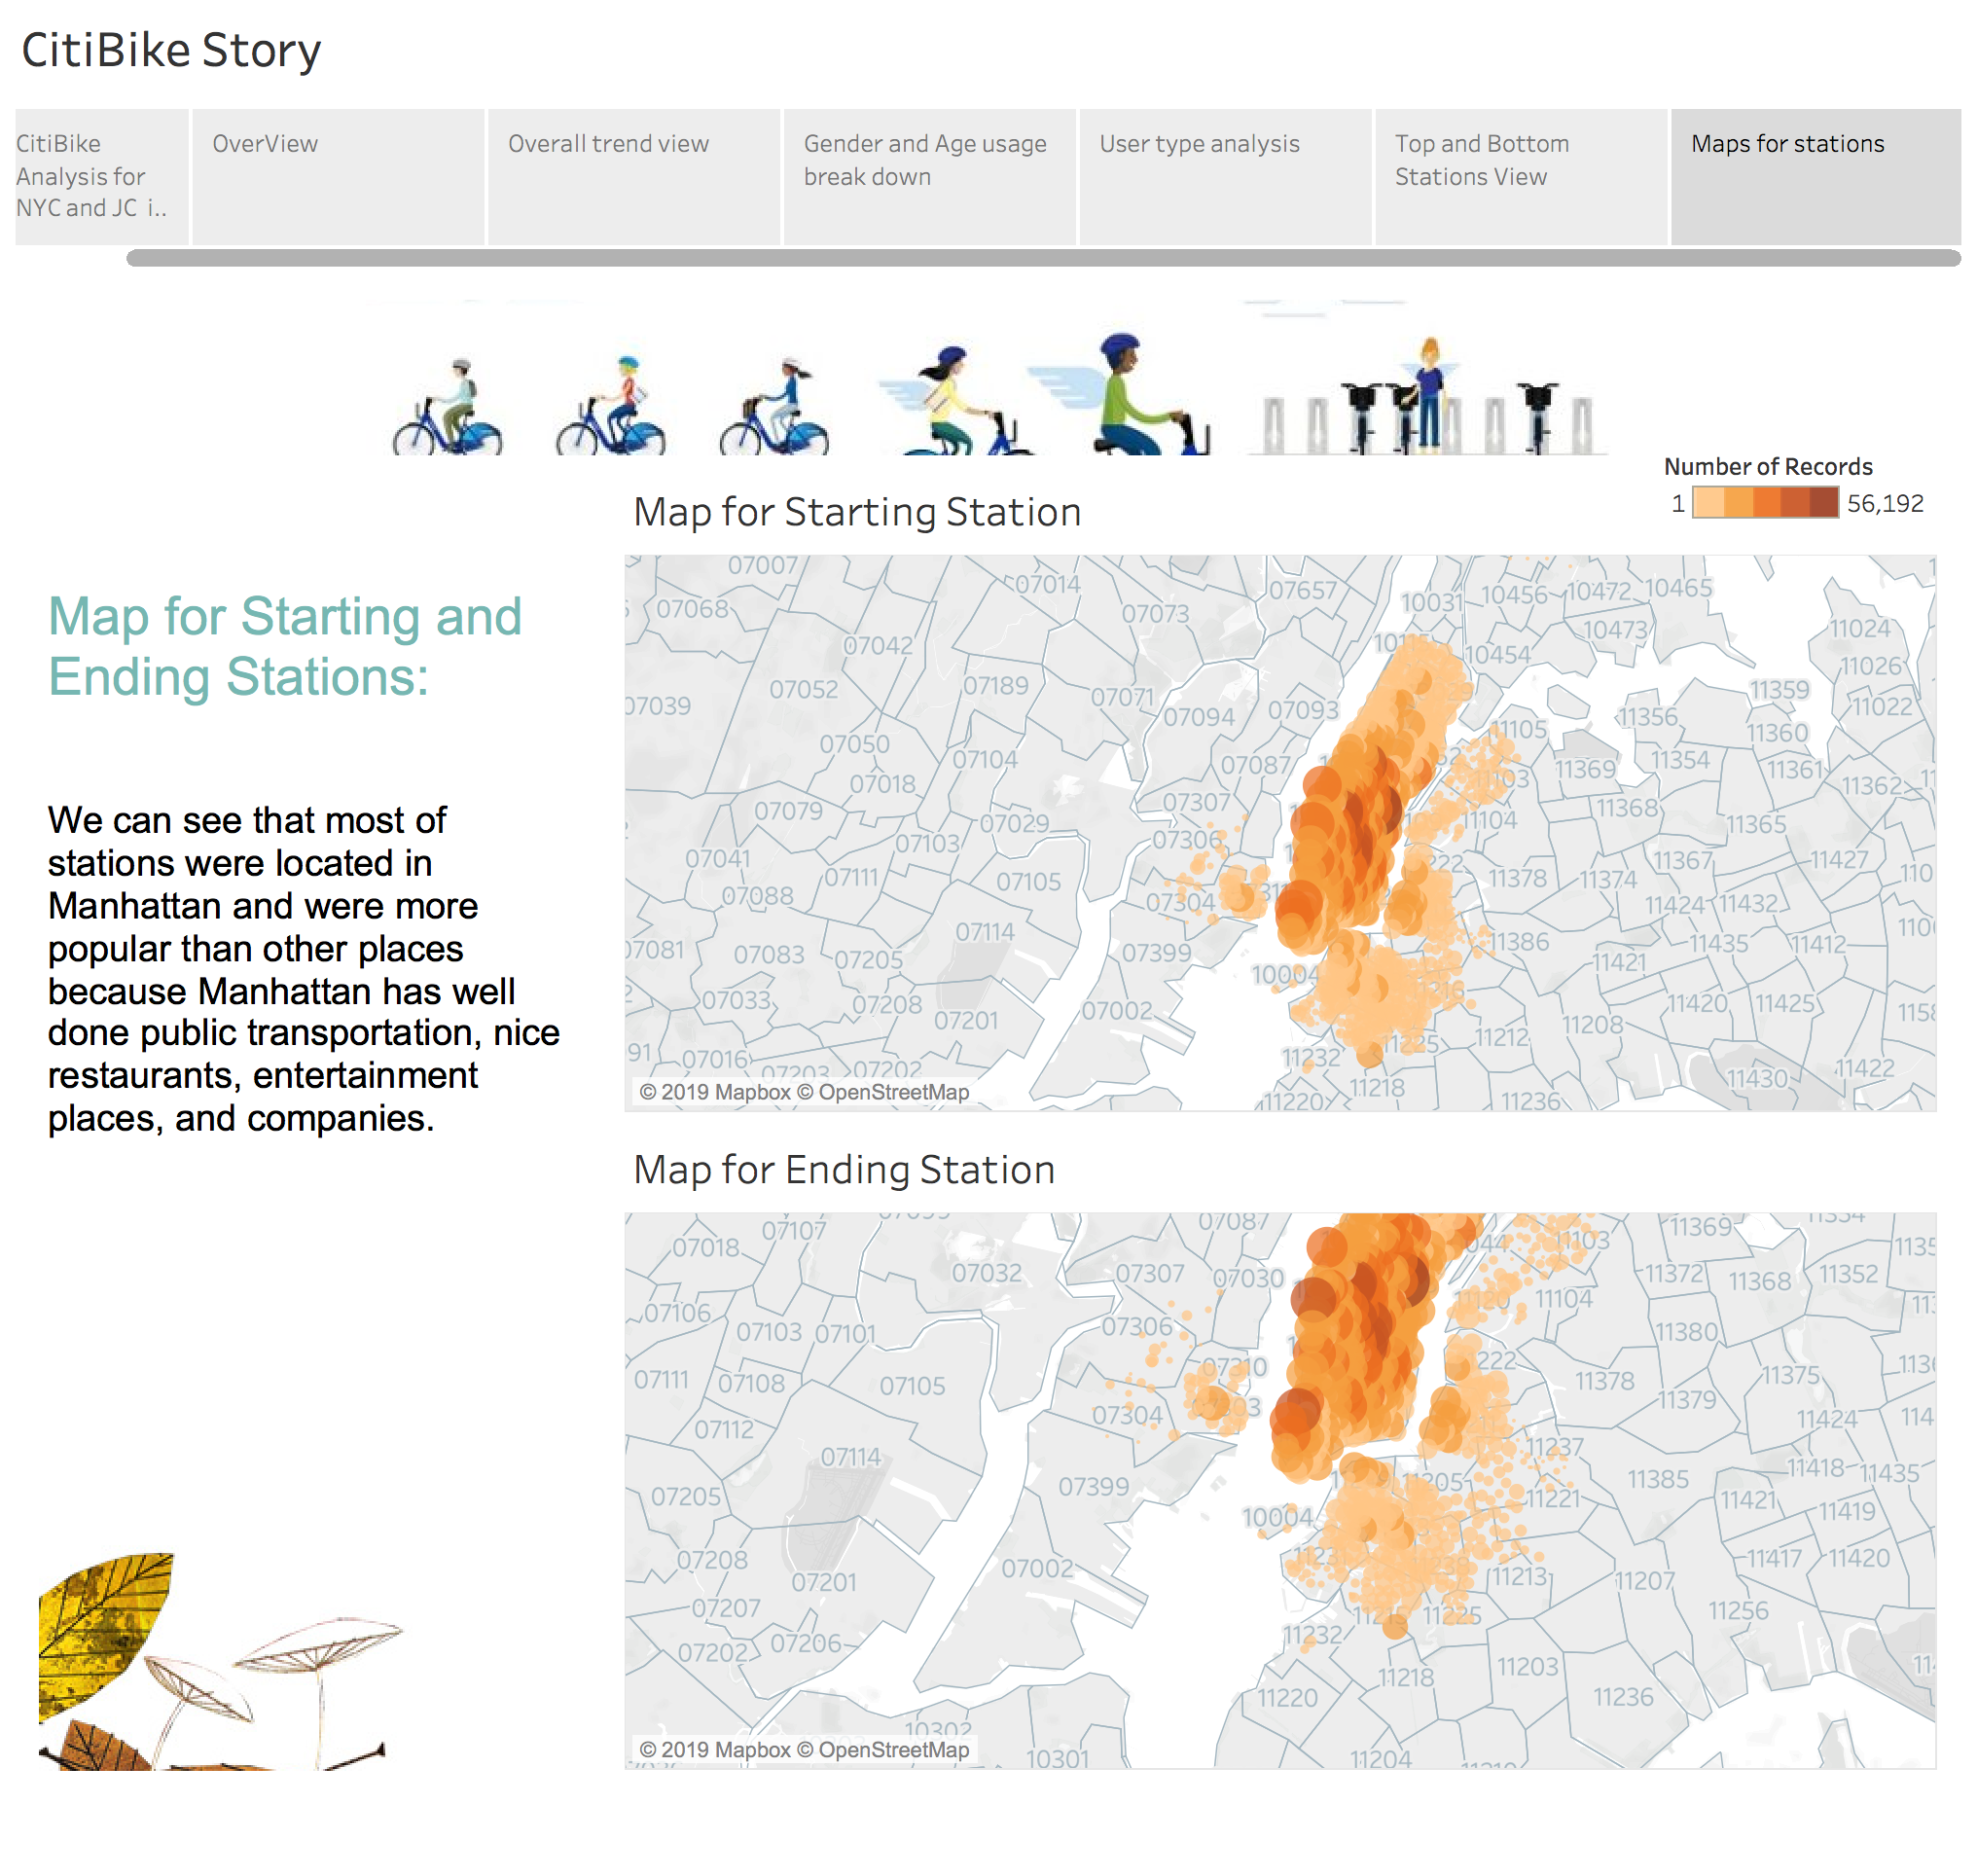 CitiBike Story
CitiBike
Analysis for
NYC and JC i..
OverView
Overall trend view
Gender and Age usage
break down
User type analysis
Top and Bottom
Stations View
Maps for stations
Number of Records
1 56,192
Map for Starting and
Ending Stations:
We can see that most of
stations were located in
Manhattan and were more
popular than other places
because Manhattan has well
done public transportation, nice
restaurants, entertainment
places, and companies.
Map for Starting Station
07007 07014 07657 10031 10456 10472 10465
07068 07073 10473 11024
07042 10454 11026
07052 07189 07071 11359 11022
07039 07094 07093 11356 11105 11360
07050 07104 07087 11369 11354 11361 11362
07018 07307 11368
07079 07029 07306 11104 11365
07103 11367 11427
07041 07111 07105 11378 11374
07088 07304 11424 11432
07114 11386 11435 11412
07081 07083 07205 07399 10004 11421
07033 07208 07002 11420 11425
07201 11212 11208
07016 07203 07202 11232 11225 11430 11422
11218 11220 11236
© 2019 Mapbox © OpenStreetMap
Map for Ending Station
07107 07087 11369
07018 07032 07307 07030 11103 11372 11368 11352
07106 07103 07101 07306 11104 11380
07111 07108 07105 07310 11378 11375
07112 07304 11379 11424
07114 11237 11418 11435
07205 07399 11205 11221 11385 11421 11419
10004
07208 07201 07002 11213 11207 11417 11420
07207 11225 11256
07202 07206 11232 11218 11203
11220 11236
10302 10301 11204
© 2019 Mapbox © OpenStreetMap